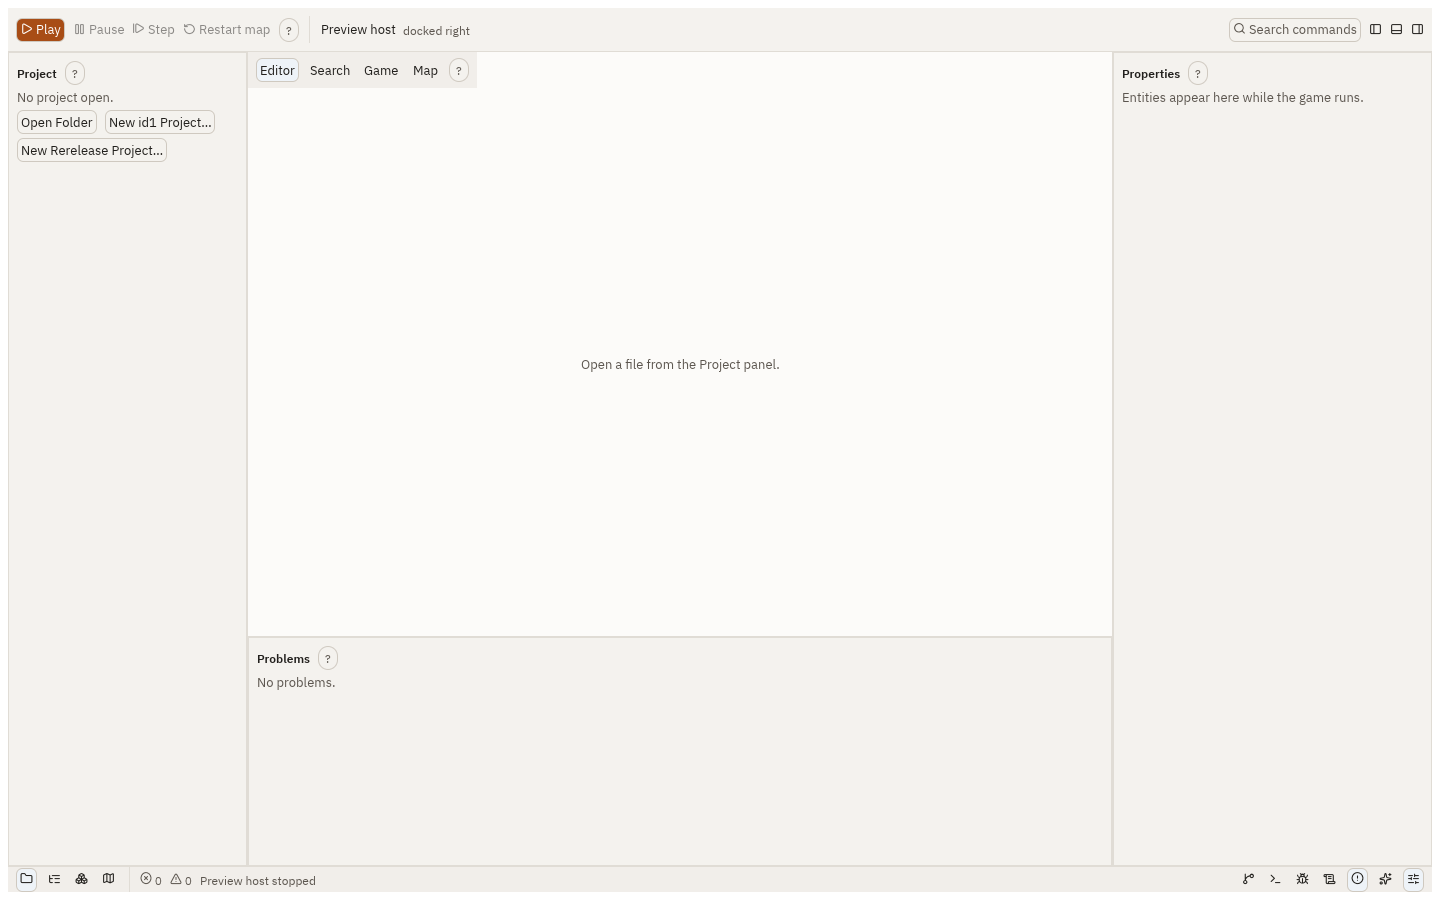 Play Pause Step Restart map ? Preview host docked right Search commands
Project ?
No project open.
Open Folder New id1 Project...
New Rerelease Project...
Editor Search Game Map ?
Open a file from the Project panel.
Problems ?
No problems.
Properties ?
Entities appear here while the game runs.
0 0 Preview host stopped